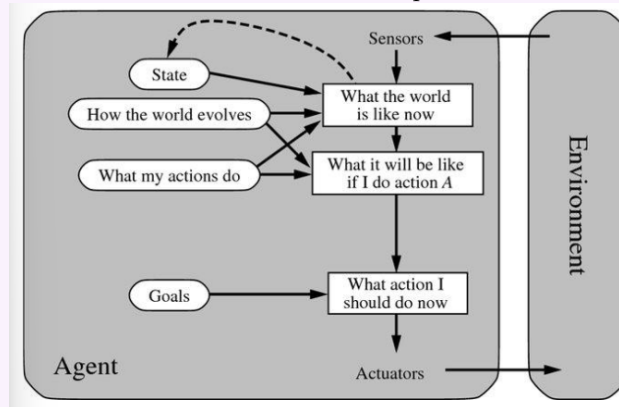 Sensors
State
What the world
is like now
How the world evolves
What it will be like
if I do action A
What my actions do
Environment
What action I
should do now
Goals
Agent
Actuators